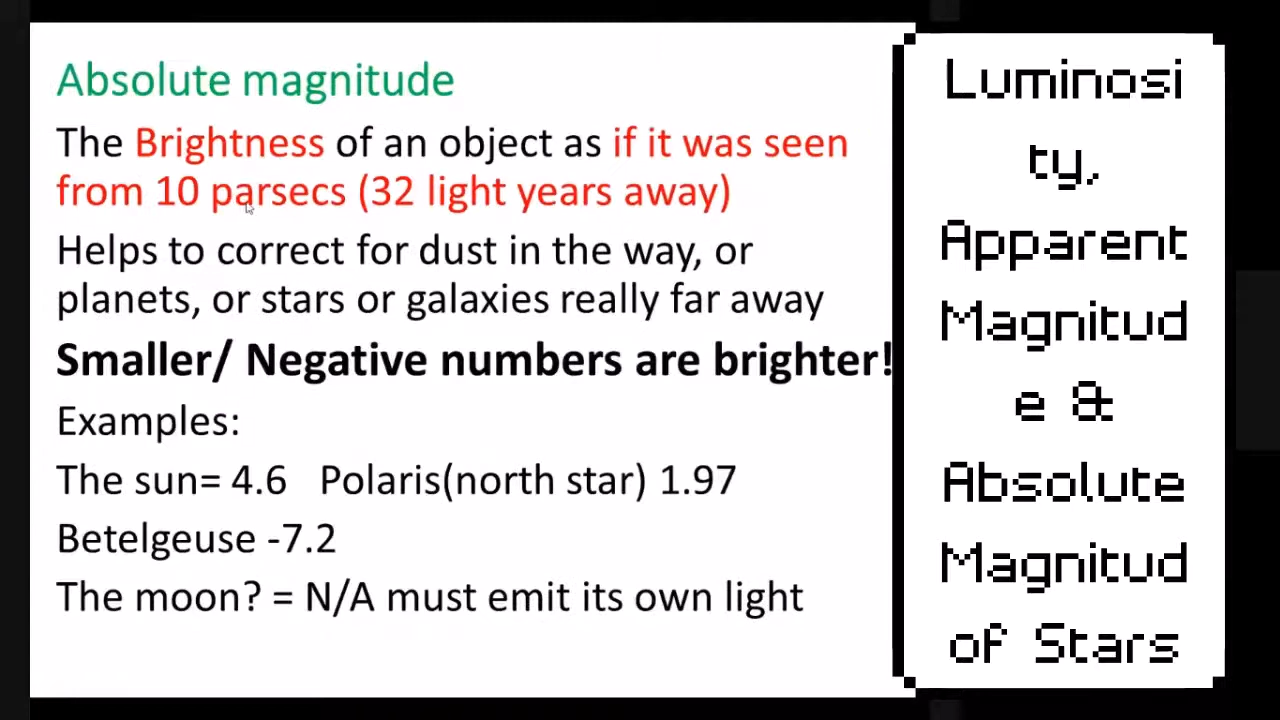 Absolute magnitude
The Brightness of an object as if it was seen
from 10 parsecs (32 light years away)
Helps to correct for dust in the way, or
planets, or stars or galaxies really far away
Smaller/ Negative numbers are brighter!
Examples:
The sun= 4.6 Polaris(north star) 1.97
Betelgeuse -7.2
The moon? = N/A must emit its own light
Luminosi
ty,
Apparent
Magnitud
e &
Absolute
Magnitud
of Stars